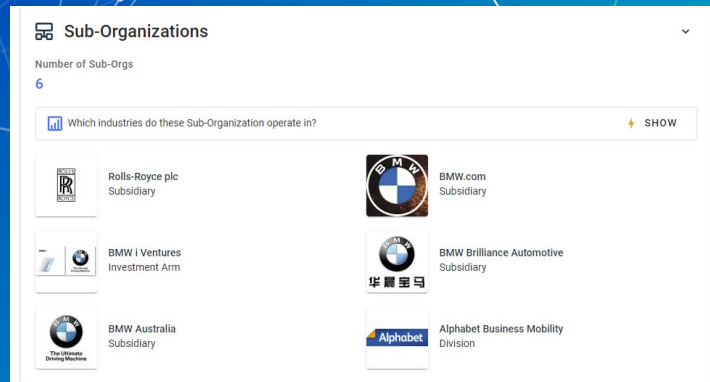 Sub-Organizations
Number of Sub-Orgs
6
Which industries do these Sub-Organization operate in?
SHOW
ROLLS
RR
ROYCE
Rolls-Royce plc
Subsidiary
BMW
BMW.com
Subsidiary
BMW i Ventures
Investment Arm
BMW
华晨宝马
BMW Brilliance Automotive
Subsidiary
BMW
The Ultimate
Driving Machine
BMW Australia
Subsidiary
Alphabet
Alphabet Business Mobility
Division